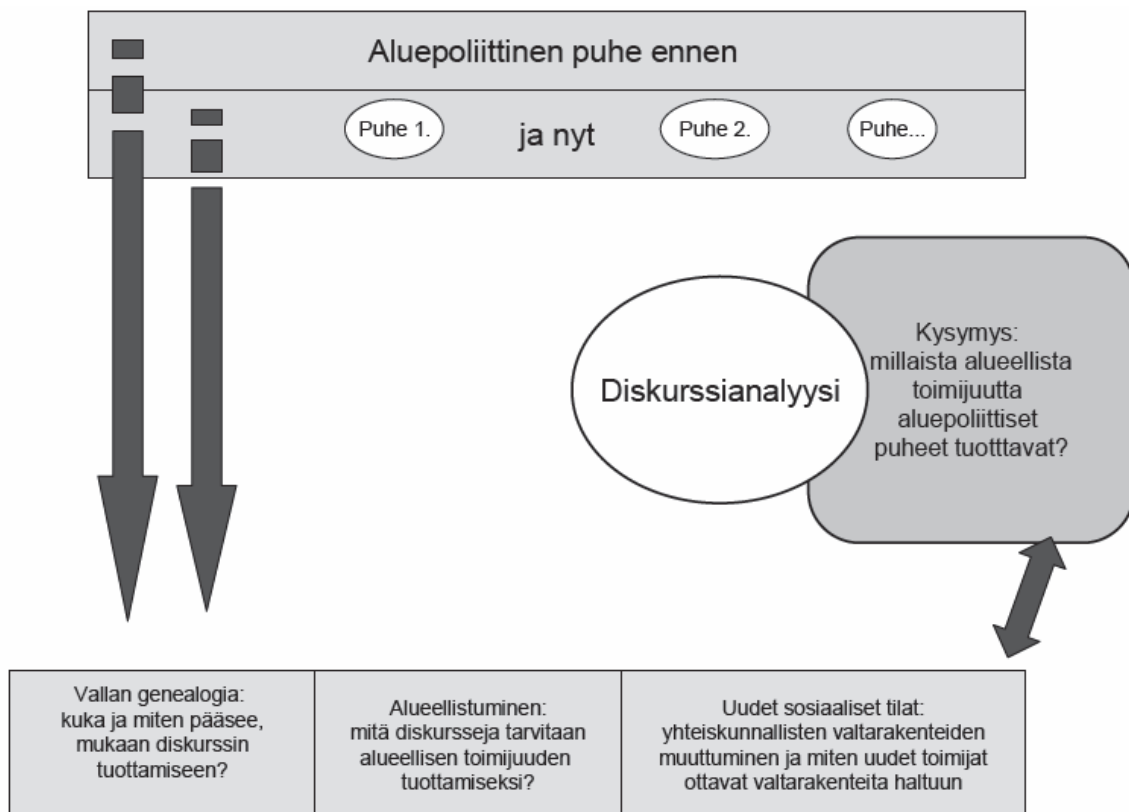 Aluepoliittinen puhe ennen
Puhe 1.
ja nyt
Puhe 2.
Puhe...
Diskurssianalyysi
Kysymys:
millaista alueellista
toimijuutta
aluepoliittiset
puheet tuotttavat?
Vallan genealogia:
kuka ja miten pääsee,
mukaan diskurssin
tuottamiseen?
Alueellistuminen:
mitä diskursseja tarvitaan
alueellisen toimijuuden
tuottamiseksi?
Uudet sosiaaliset tilat:
yhteiskunnallisten valtarakenteiden
muuttuminen ja miten uudet toimijat
ottavat valtarakenteita haltuun